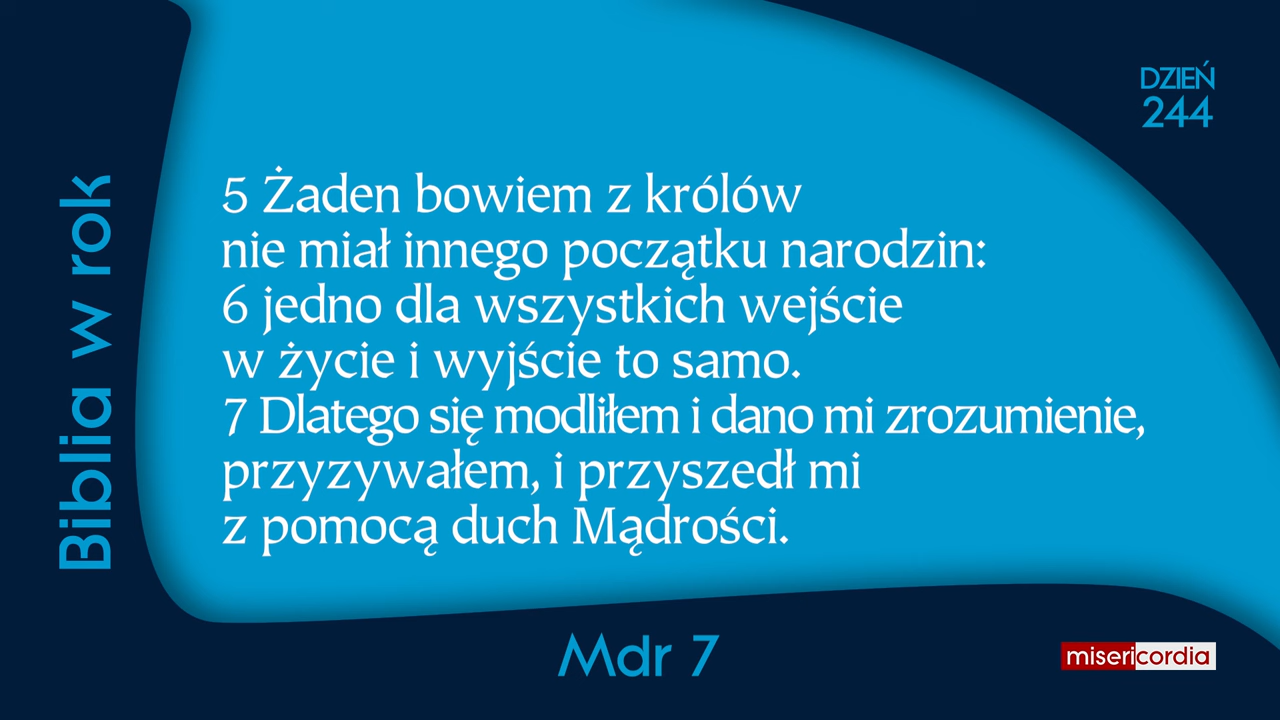 DZIEŃ
244
Biblia w rok
5 Żaden bowiem z królów
nie miał innego początku narodzin:
6 jedno dla wszystkich wejście
w życie i wyjście to samo.
7 Dlatego się modliłem i dano mi zrozumienie,
przyzywałem, i przyszedł mi
z pomocą duch Mądrości.
Mdr 7
misericordia